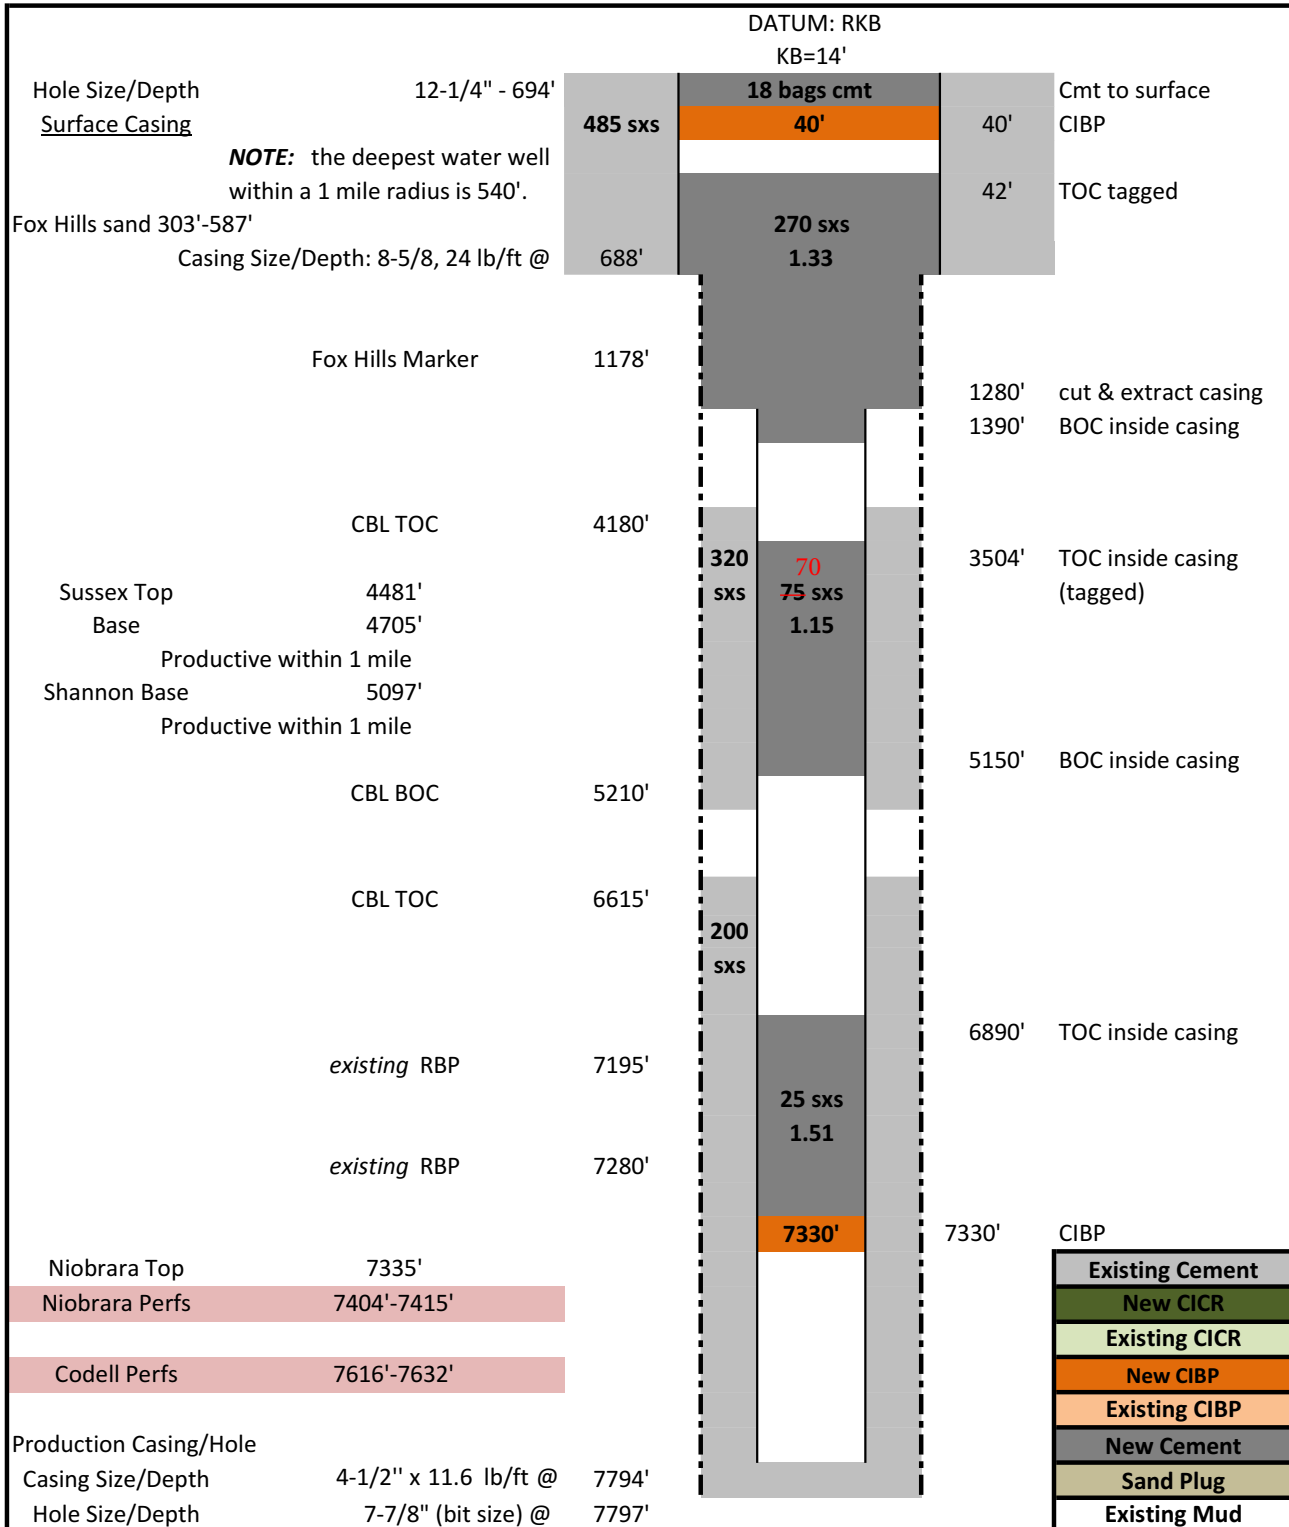 DATUM: RKB
KB=14'
Hole Size/Depth 12-1/4" - 694' 18 bags cmt Cmt to surface
Surface Casing 485 sxs 40' 40' CIBP
NOTE: the deepest water well
within a 1 mile radius is 540'. 42' TOC tagged
Fox Hills sand 303'-587' 270 sxs
Casing Size/Depth: 8-5/8, 24 lb/ft @ 688' 1.33
Fox Hills Marker 1178'
1280' cut & extract casing
1390' BOC inside casing
CBL TOC 4180'
320 70 3504' TOC inside casing
Sussex Top 4481' sxs 75 sxs (tagged)
Base 4705' 1.15
Productive within 1 mile
Shannon Base 5097'
Productive within 1 mile
5150' BOC inside casing
CBL BOC 5210'
CBL TOC 6615'
200
sxs
6890' TOC inside casing
existing RBP 7195'
25 sxs
1.51
existing RBP 7280'
7330' 7330' CIBP
Niobrara Top 7335' Existing Cement
Niobrara Perfs 7404'-7415' New CICR
Existing CICR
Codell Perfs 7616'-7632' New CIBP
Existing CIBP
Production Casing/Hole New Cement
Casing Size/Depth 4-1/2'' x 11.6 lb/ft @ 7794' Sand Plug
Hole Size/Depth 7-7/8" (bit size) @ 7797' Existing Mud